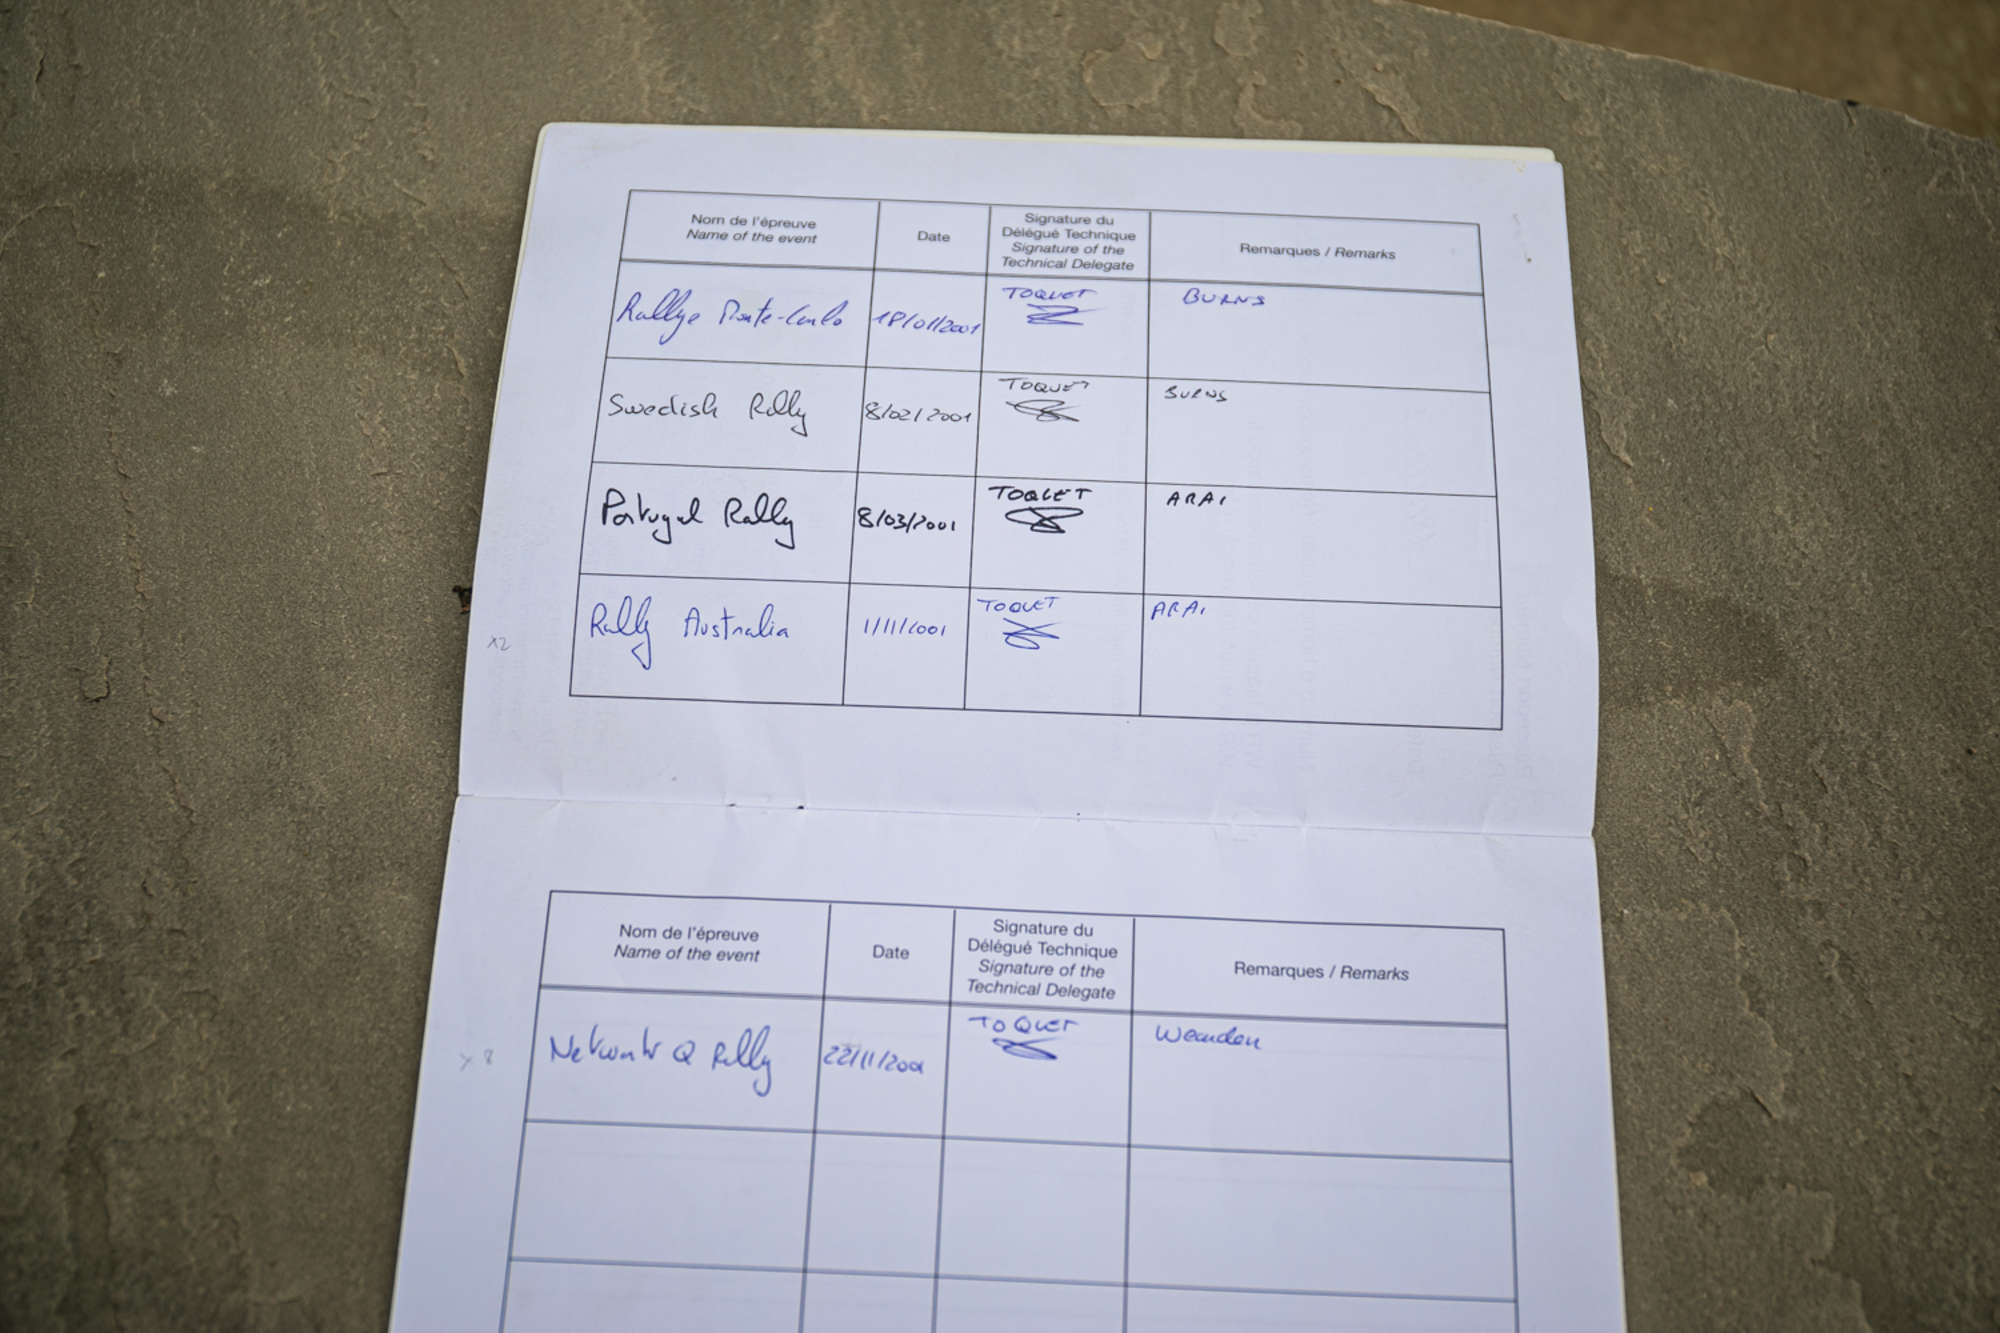 Nom de l'épreuve
Name of the event
Date
Signature du
Délégué Technique
Signature of the
Technical Delegate
Remarques / Remarks
Rallye Monte-Carlo 18/01/2001 TOQUET BURNS
Swedish Rally 8/02/2001 TOQUET BURNS
Portugal Rally 8/03/2001 TOQUET ARAI
Rally Australia 1/11/2001 TOQUET ARAI
x2
Nom de l'épreuve
Name of the event
Date
Signature du
Délégué Technique
Signature of the
Technical Delegate
Remarques / Remarks
Network Q Rally 22/11/2001 TOQUET
x 8